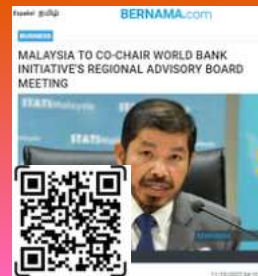 Español தமிழ்
BERNAMA.com
BUSINESS
MALAYSIA TO CO-CHAIR WORLD BANK
INITIATIVE'S REGIONAL ADVISORY BOARD
MEETING